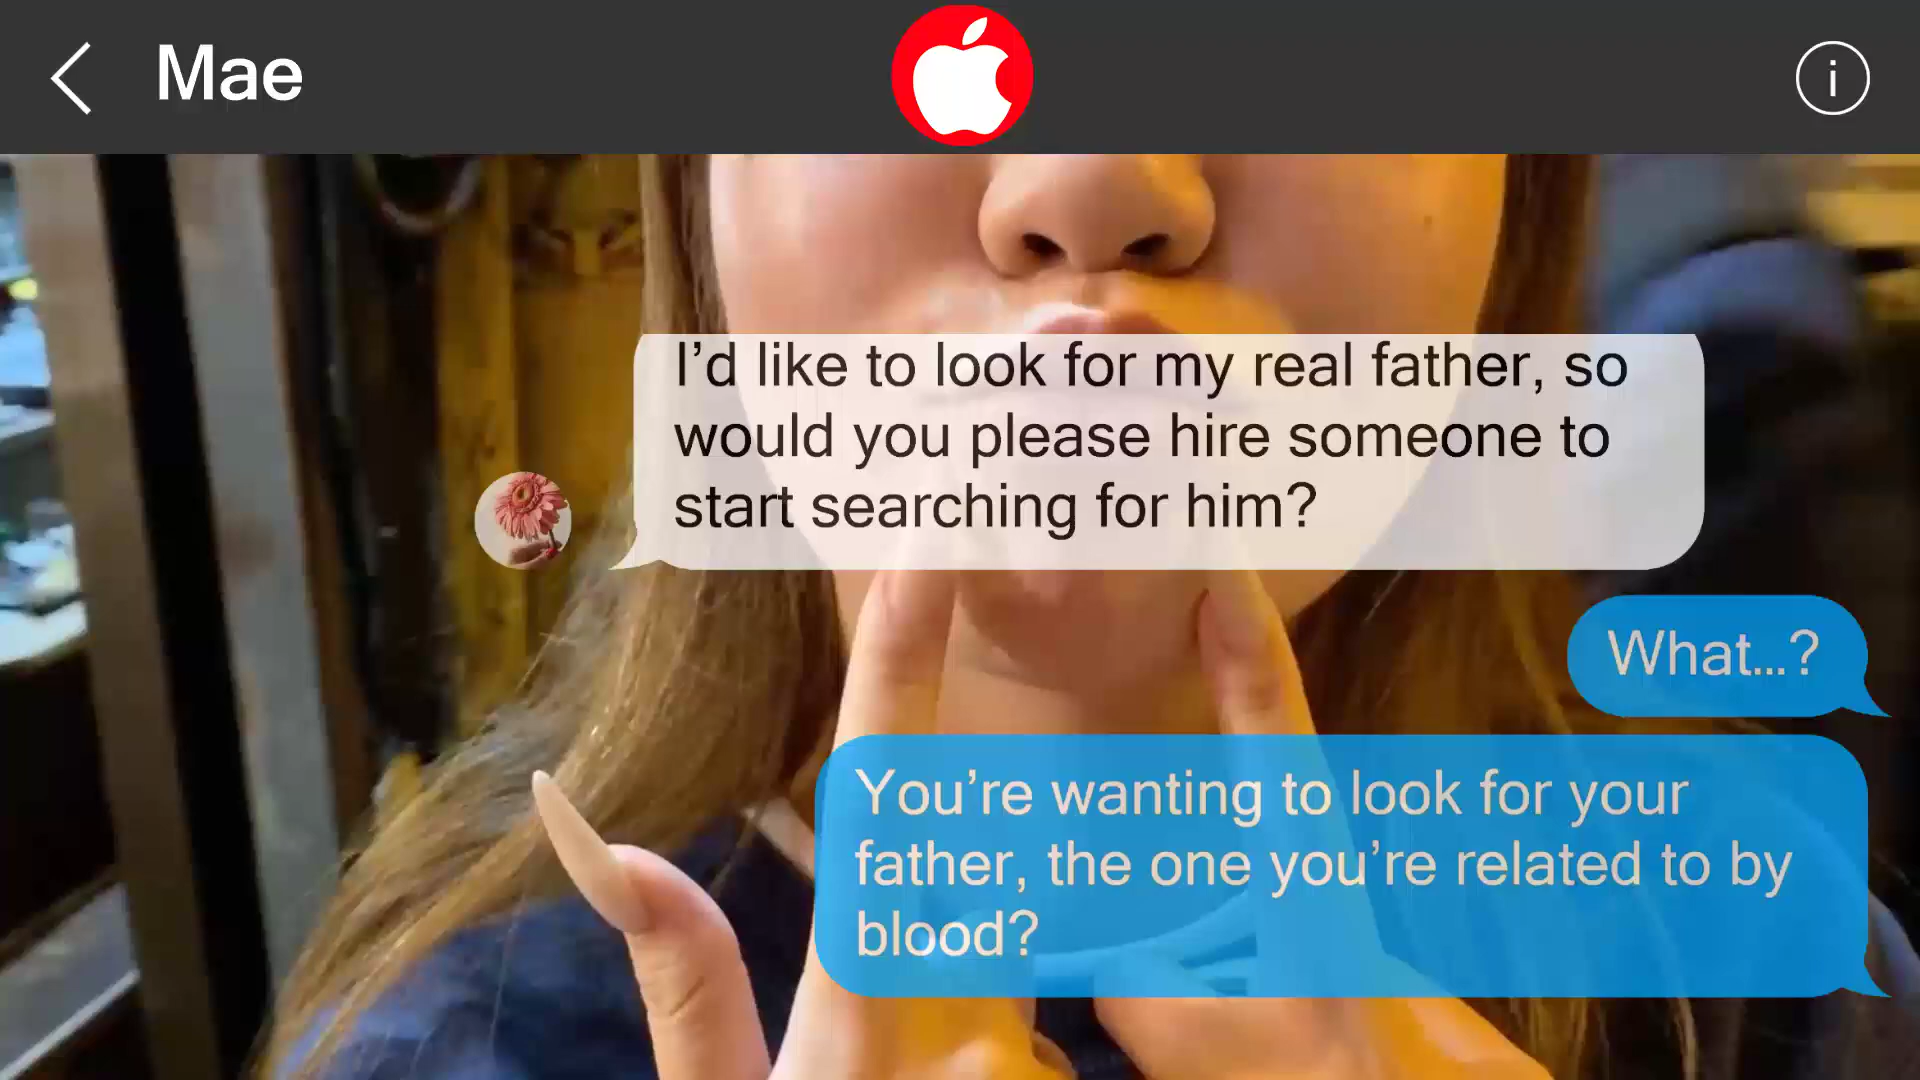 Mae
i
I’d like to look for my real father, so
would you please hire someone to
start searching for him?
What...?
You’re wanting to look for your
father, the one you’re related to by
blood?